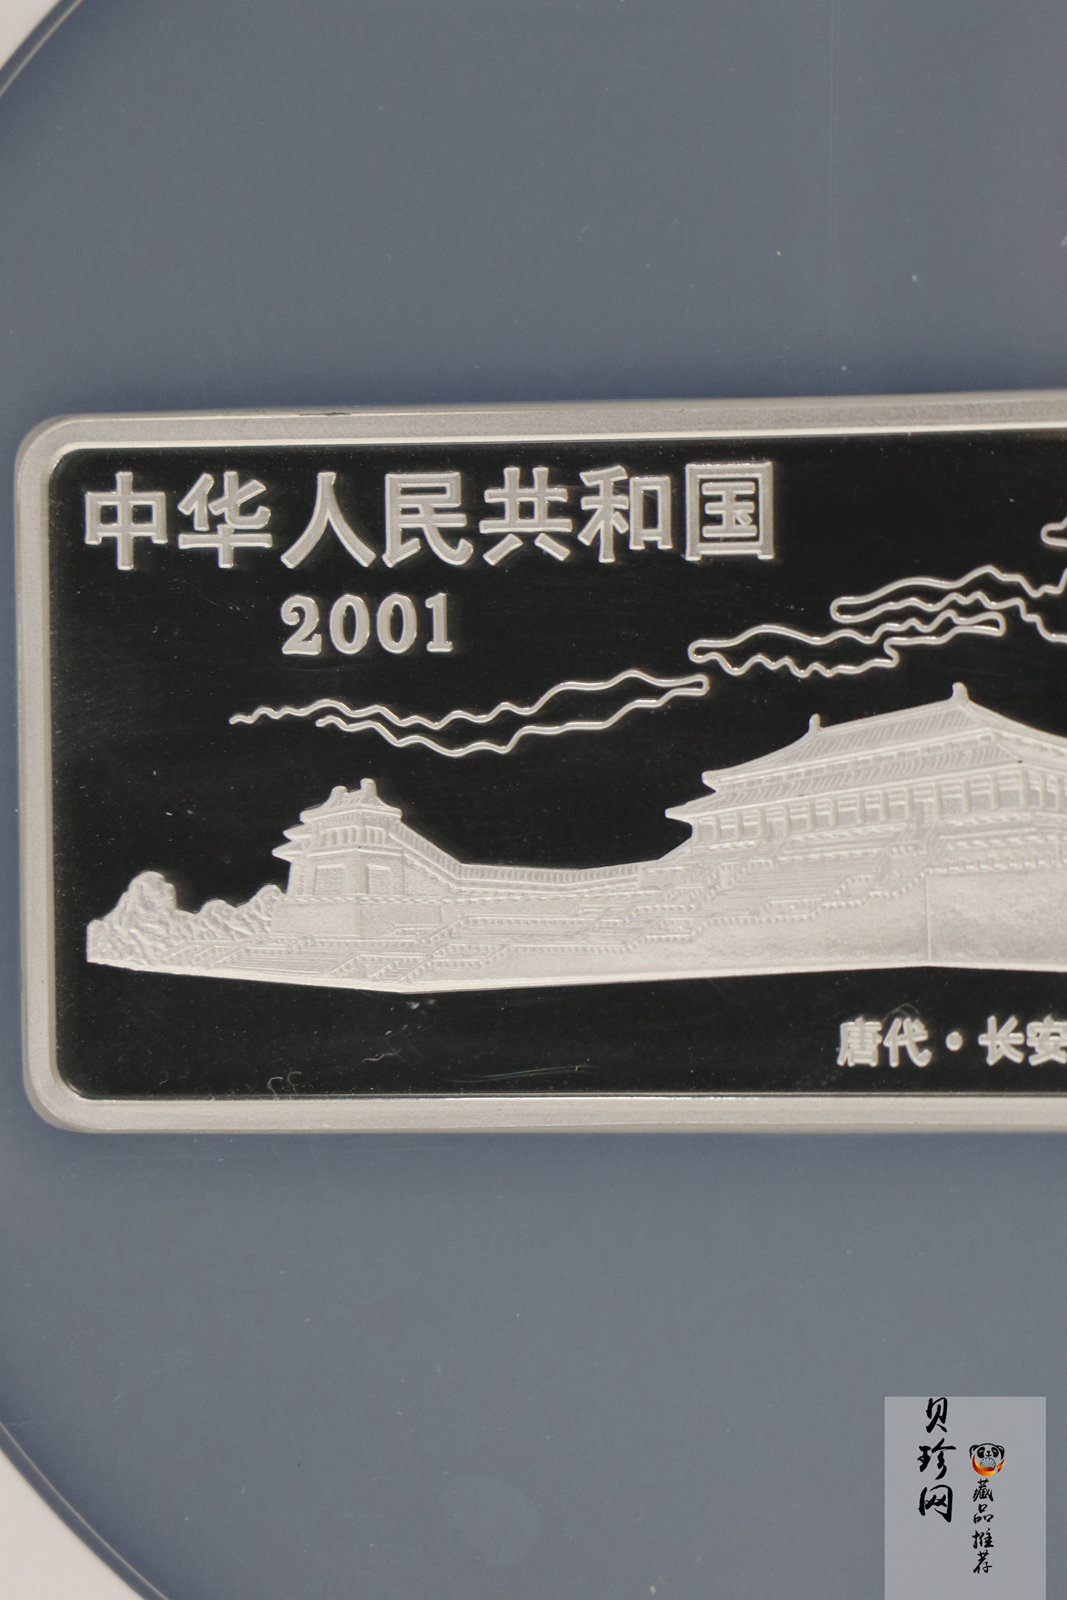 中华人民共和国
2001
唐代·长安
贝珍网
藏品推荐